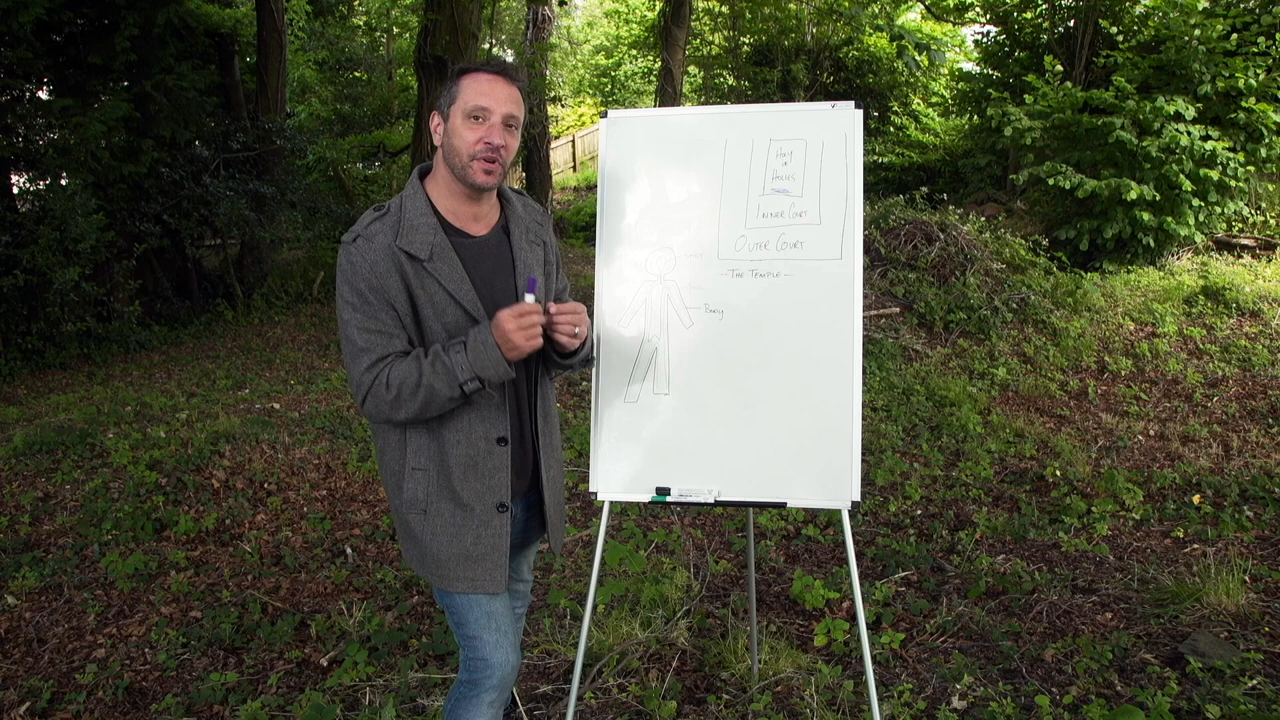 HOLY
OF
HOLIES
INNER COURT
OUTER COURT
-- THE TEMPLE --
BODY